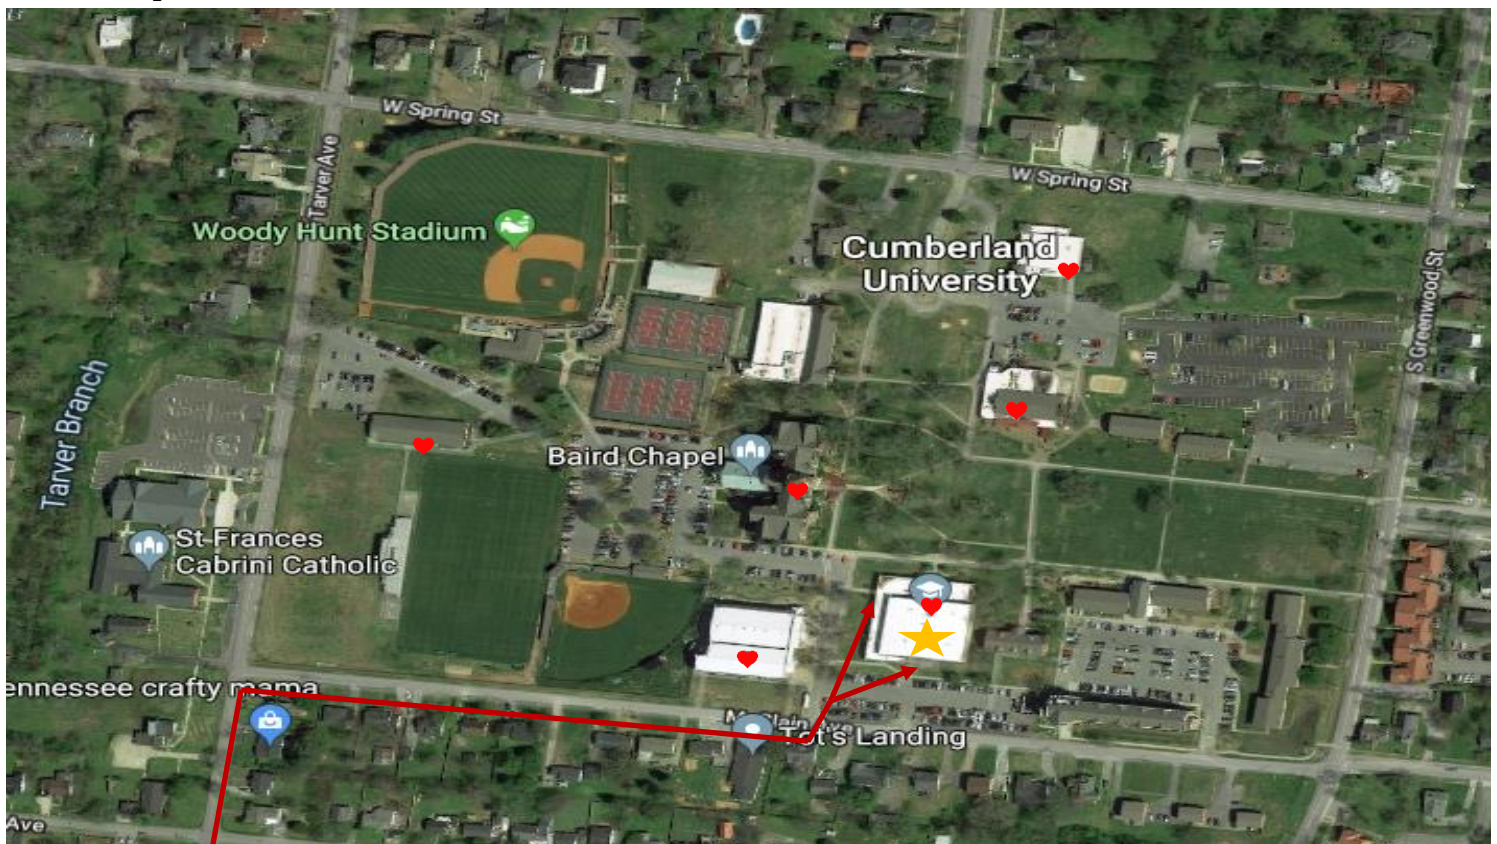 W Spring St
Tarver Ave
W Spring St
Woody Hunt Stadium
Cumberland
University
S Greenwood St
Tarver Branch
Baird Chapel
St Frances
Cabrini Catholic
ennessee crafty mama
Ave
Tot's Landing
Ave